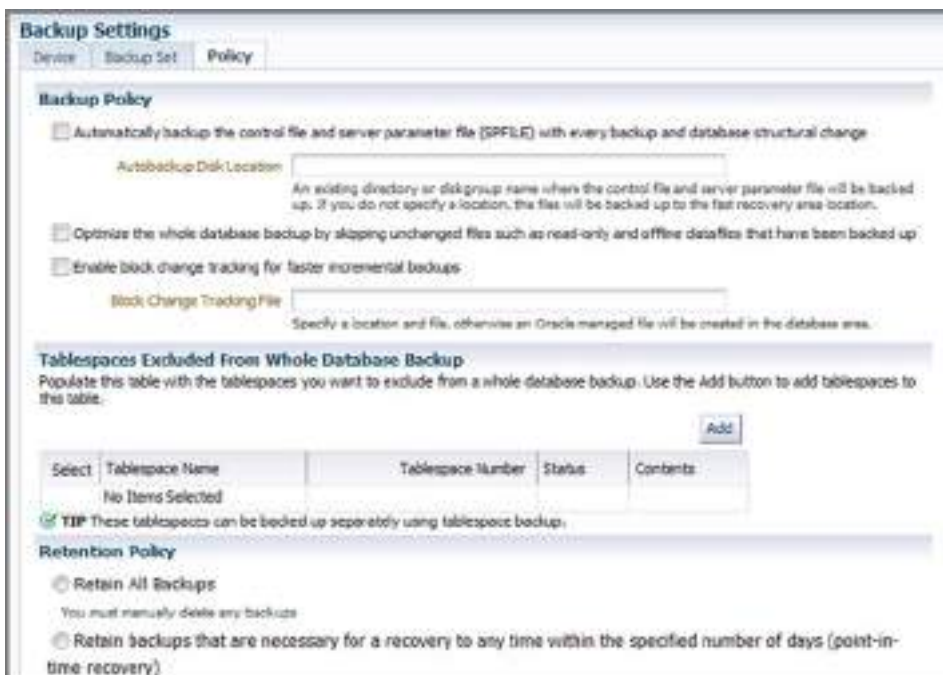 Backup Settings
Device Backup Set Policy
Backup Policy
Automatically backup the control file and server parameter file (SPFILE) with every backup and database structural change
Autobackup Disk Location
An existing directory or diskgroup name where the control file and server parameter file will be backed
up. If you do not specify a location, the files will be backed up to the fast recovery area location.
Optimize the whole database backup by skipping unchanged files such as read-only and offline datafiles that have been backed up
Enable block change tracking for faster incremental backups
Block Change Tracking File
Specify a location and file, otherwise an Oracle managed file will be created in the database area.
Tablespaces Excluded From Whole Database Backup
Populate this table with the tablespaces you want to exclude from a whole database backup. Use the Add button to add tablespaces to
this table.
Add
Select Tablespace Name Tablespace Number Status Contents
No Items Selected
TIP These tablespaces can be backed up separately using tablespace backup.
Retention Policy
Retain All Backups
You must manually delete any backups
Retain backups that are necessary for a recovery to any time within the specified number of days (point-in-
time recovery)